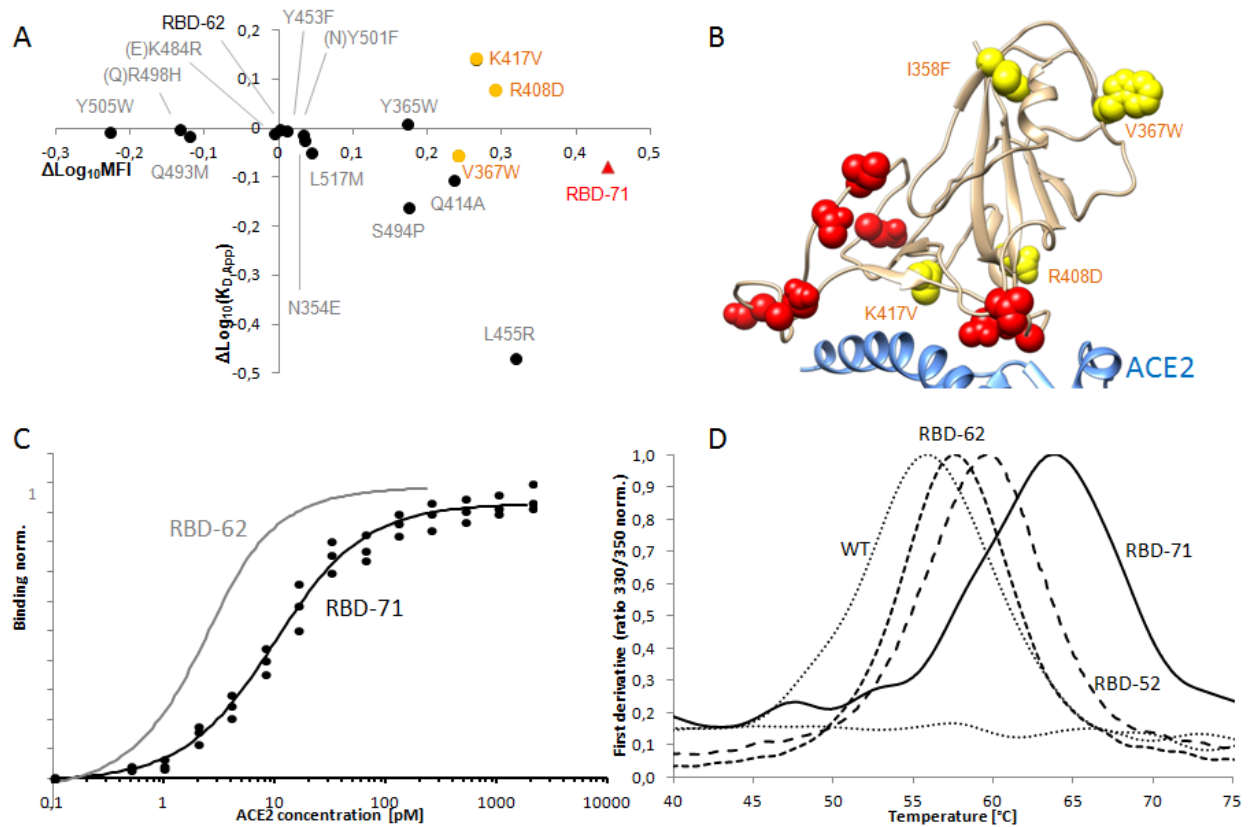 A
RBD-62
Y453F
(E)K484R
(N)Y501F
(Q)R498H
Y505W
Q493M
Y365W
K417V
R408D
V367W
RBD-71
L517M
Q414A
S494P
N354E
L455R
0,2
0,1
0
-0,1
-0,2
-0,3
-0,4
-0,5
-0,3 -0,2 -0,1 0 0,1 0,2 0,3 0,4 0,5
ΔLog10MFI
ΔLog10(KD,App)
B
I358F
V367W
R408D
K417V
ACE2
C
1
RBD-62
RBD-71
Binding norm.
0,1 1 10 100 1000 10000
ACE2 concentration [pM]
D
RBD-62
WT
RBD-71
RBD-52
1,0
0,9
0,8
0,7
0,6
0,5
0,4
0,3
0,2
0,1
0,0
First derivative (ratio 330/350 norm.)
40 45 50 55 60 65 70 75
Temperature [°C]